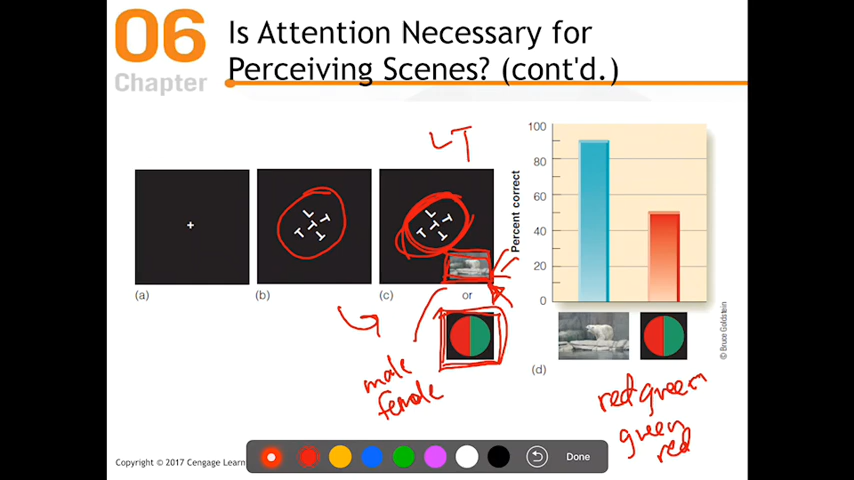 06
Chapter
Is Attention Necessary for
Perceiving Scenes? (cont'd.)
LT
+
L
T
T
T
T
L
T
T
T
T
(a)
(b)
(c)
or
male
female
Percent correct
100
80
60
40
20
0
(d)
© Bruce Goldstein
red green
green
red
Copyright © 2017 Cengage Learn
Done